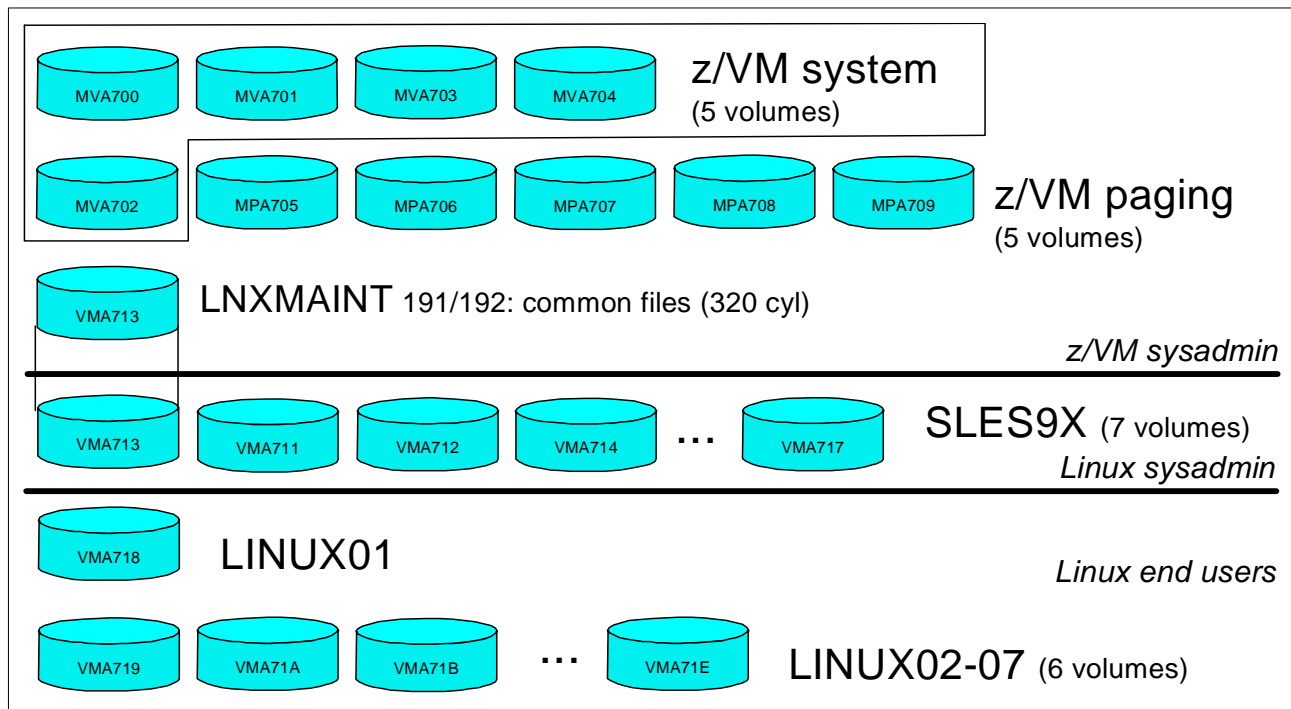 MVA700 MVA701 MVA703 MVA704 z/VM system
(5 volumes)
MVA702 MPA705 MPA706 MPA707 MPA708 MPA709 z/VM paging
(5 volumes)
VMA713 LNXMAINT 191/192: common files (320 cyl)
z/VM sysadmin
VMA713 VMA711 VMA712 VMA714 ... VMA717 SLES9X (7 volumes)
Linux sysadmin
VMA718 LINUX01
Linux end users
VMA719 VMA71A VMA71B ... VMA71E LINUX02-07 (6 volumes)